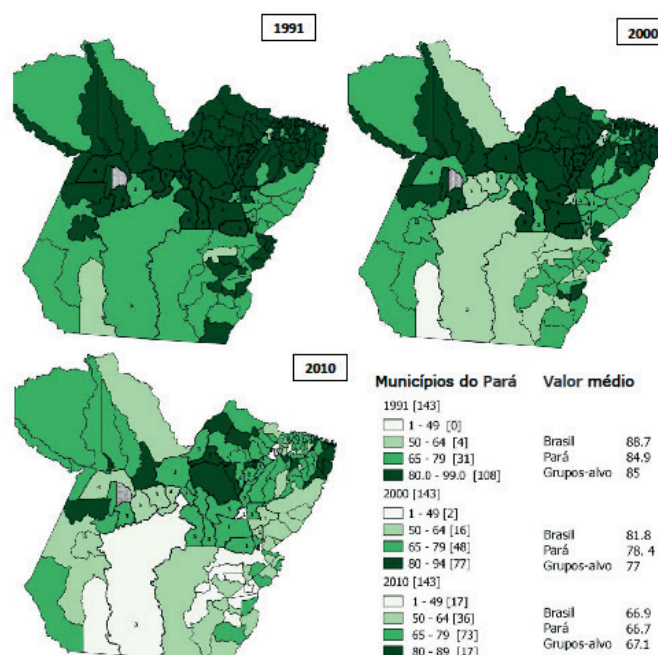 1991
2000
2010
Municípios do Pará Valor médio
1991 [143]
1 - 49 [0]
50 - 64 [4] Brasil 88.7
65 - 79 [31] Pará 84.9
80.0 - 99.0 [108] Grupos-alvo 85
2000 [143]
1 - 49 [2]
50 - 64 [16] Brasil 81.8
65 - 79 [48] Pará 78. 4
80 - 94 [77] Grupos-alvo 77
2010 [143]
1 - 49 [17]
50 - 64 [36] Brasil 66.9
65 - 79 [73] Pará 66.7
80 - 89 [17] Grupos-alvo 67.1